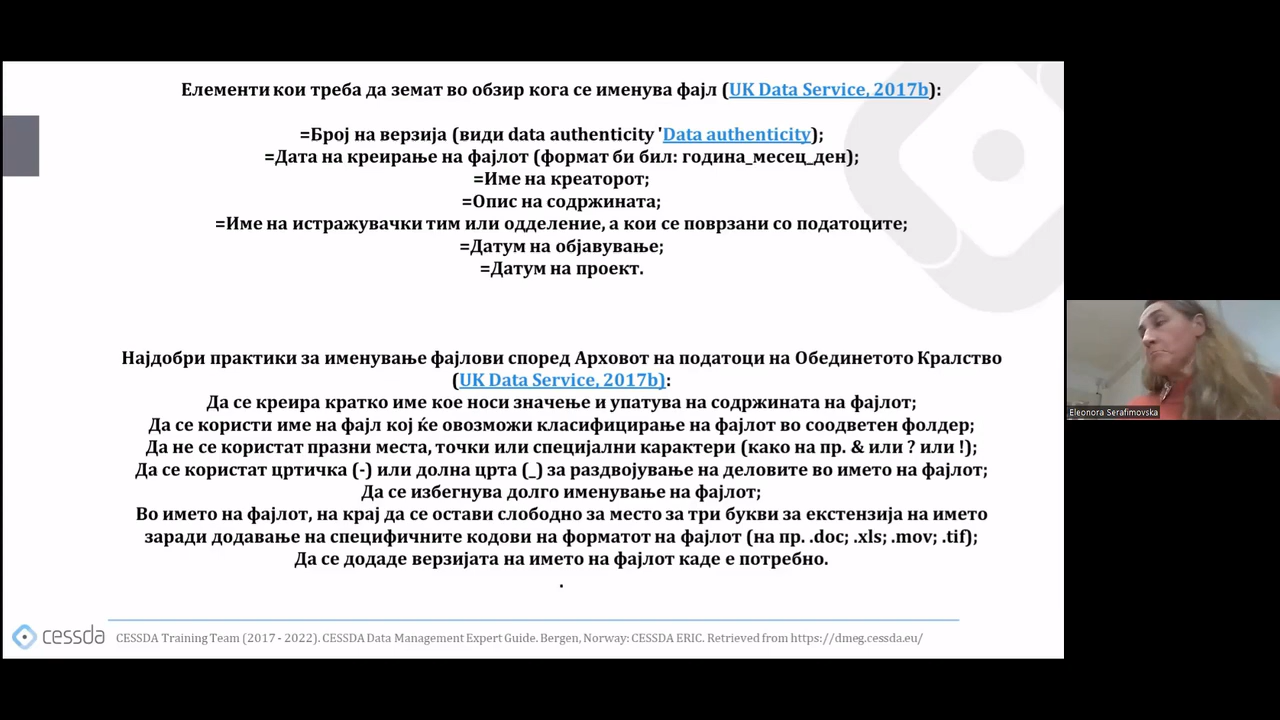 Елементи кои треба да земат во обзир кога се именува фајл (UK Data Service, 2017b):
=Број на верзија (види data authenticity 'Data authenticity);
=Дата на креирање на фајлот (формат би бил: година_месец_ден);
=Име на креаторот;
=Опис на содржината;
=Име на истражувачки тим или одделение, а кои се поврзани со податоците;
=Датум на објавување;
=Датум на проект.
Најдобри практики за именување фајлови според Арховот на податоци на Обединетото Кралство
(UK Data Service, 2017b):
Да се креира кратко име кое носи значење и упатува на содржината на фајлот;
Да се користи име на фајл кој ќе овозможи класифицирање на фајлот во соодветен фолдер;
Да не се користат празни места, точки или специјални карактери (како на пр. & или ? или !);
Да се користат цртичка (-) или долна црта (_) за раздвојување на деловите во името на фајлот;
Да се избегнува долго именување на фајлот;
Во името на фајлот, на крај да се остави слободно за место за три букви за екстензија на името
заради додавање на специфичните кодови на форматот на фајлот (на пр. .doc; .xls; .mov; .tif);
Да се додаде верзијата на името на фајлот каде е потребно.
.
cessda
CESSDA Training Team (2017 - 2022). CESSDA Data Management Expert Guide. Bergen, Norway: CESSDA ERIC. Retrieved from https://dmeg.cessda.eu/
Eleonora Serafimovska